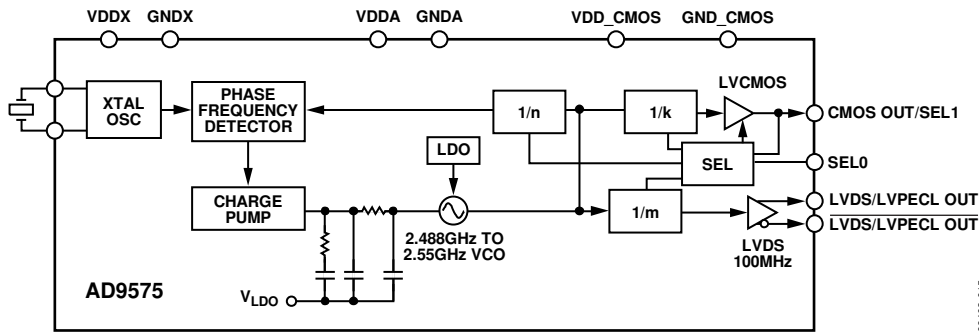 VDDX GNDX VDDA GNDA VDD_CMOS GND_CMOS
XTAL
OSC
PHASE
FREQUENCY
DETECTOR
1/n
1/k
LVCMOS
CMOS OUT/SEL1
LDO
SEL
SEL0
CHARGE
PUMP
1/m
LVDS/LVPECL OUT
LVDS/LVPECL OUT
2.488GHz TO
2.55GHz VCO
LVDS
100MHz
AD9575
VLDO